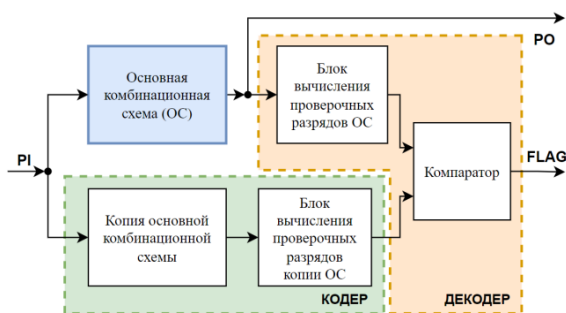 PO
Основная
комбинационная
схема (ОС)
Блок
вычисления
проверочных
разрядов ОС
PI
FLAG
Компаратор
Копия основной
комбинационной
схемы
Блок
вычисления
проверочных
разрядов
копии ОС
КОДЕР
ДЕКОДЕР